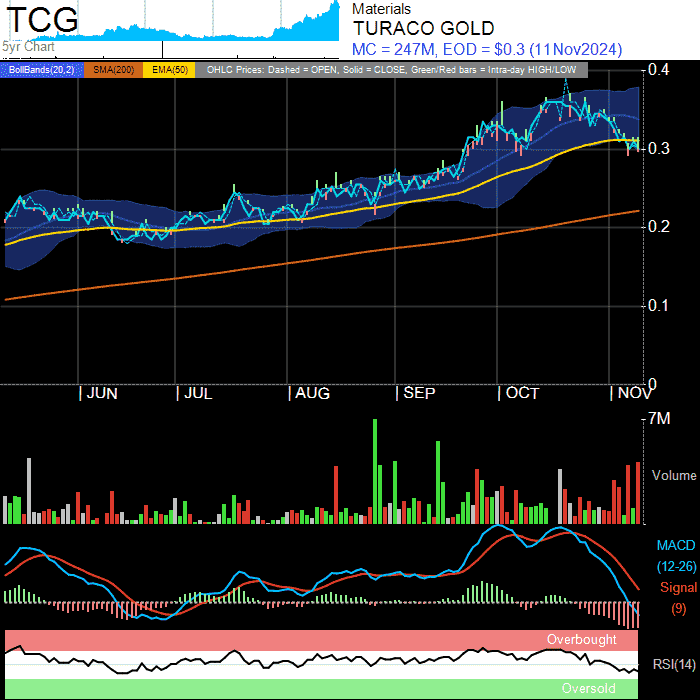 TCG
5yr Chart
Materials
TURACO GOLD
MC = 247M, EOD = $0.3 (11Nov2024)
BollBands(20,2) SMA(200) EMA(50) OHLC Prices: Dashed = OPEN, Solid = CLOSE, Green/Red bars = Intra-day HIGH/LOW
0.4
0.3
0.2
0.1
0
JUN JUL AUG SEP OCT NOV
7M
Volume
MACD
(12-26)
Signal
(9)
Overbought
RSI(14)
Oversold